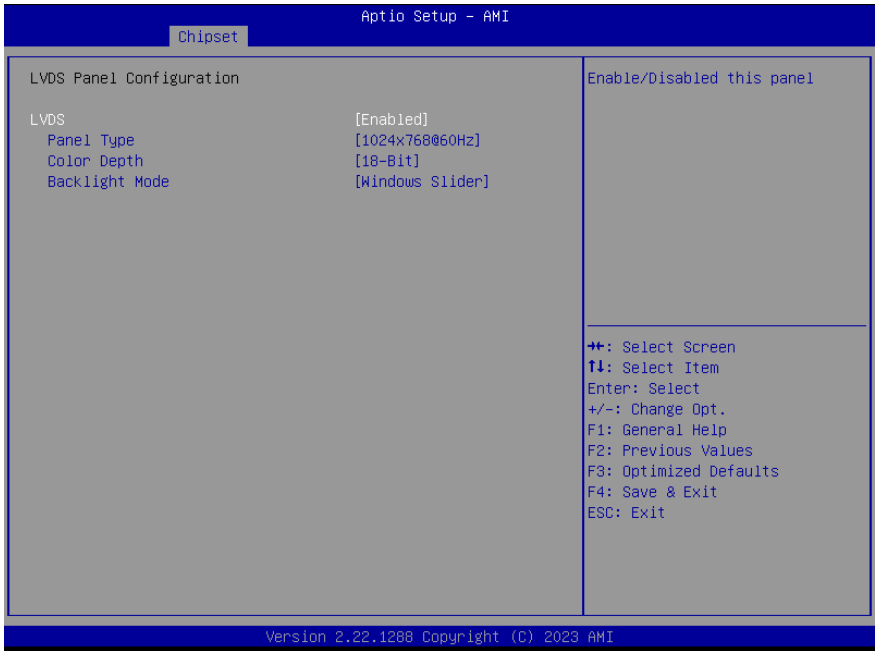 Aptio Setup – AMI
Chipset
LVDS Panel Configuration
LVDS [Enabled]
Panel Type [1024x768@60Hz]
Color Depth [18-Bit]
Backlight Mode [Windows Slider]
Enable/Disabled this panel
→←: Select Screen
↑↓: Select Item
Enter: Select
+/-: Change Opt.
F1: General Help
F2: Previous Values
F3: Optimized Defaults
F4: Save & Exit
ESC: Exit
Version 2.22.1288 Copyright (C) 2023 AMI